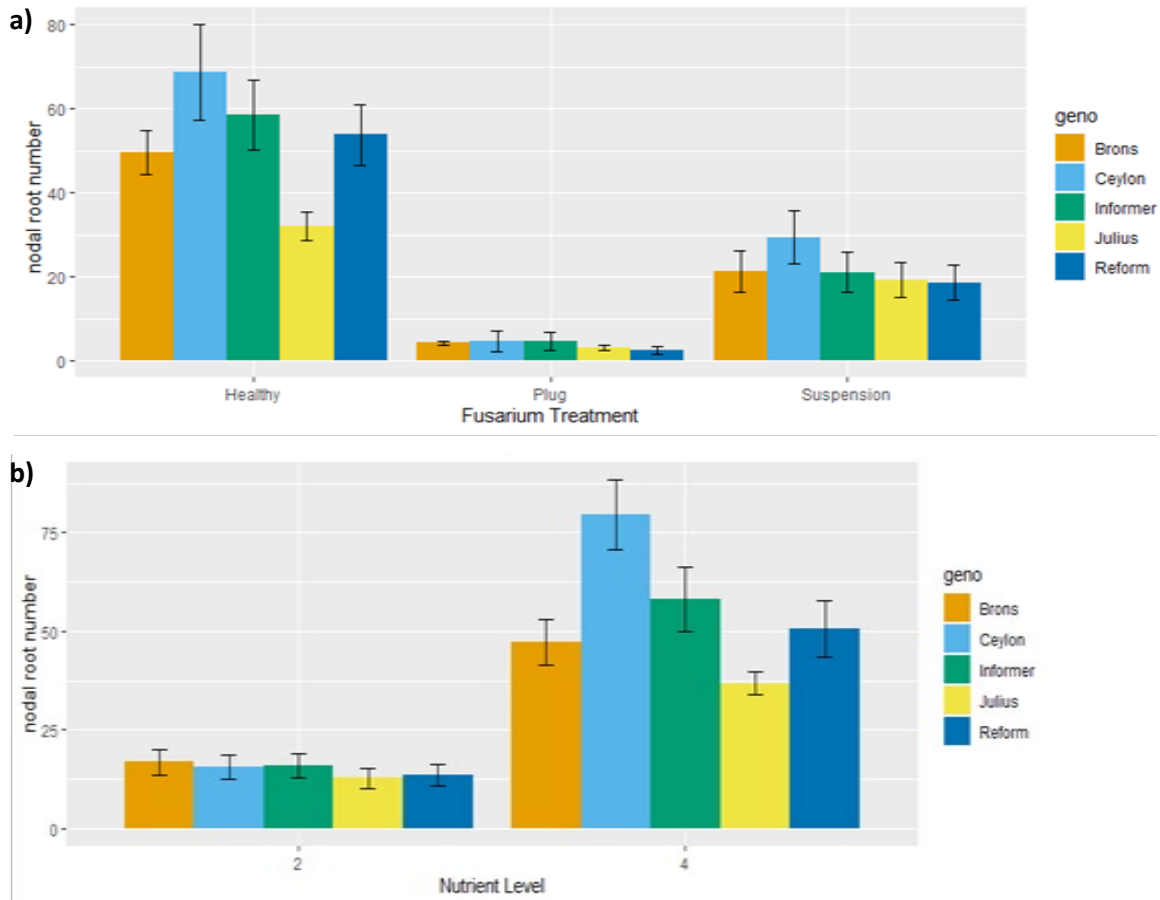 a)
80
60
40
20
0
nodal root number
Healthy
Plug
Suspension
Fusarium Treatment
geno
Brons
Ceylon
Informer
Julius
Reform
b)
75
50
25
0
nodal root number
2
4
Nutrient Level
geno
Brons
Ceylon
Informer
Julius
Reform